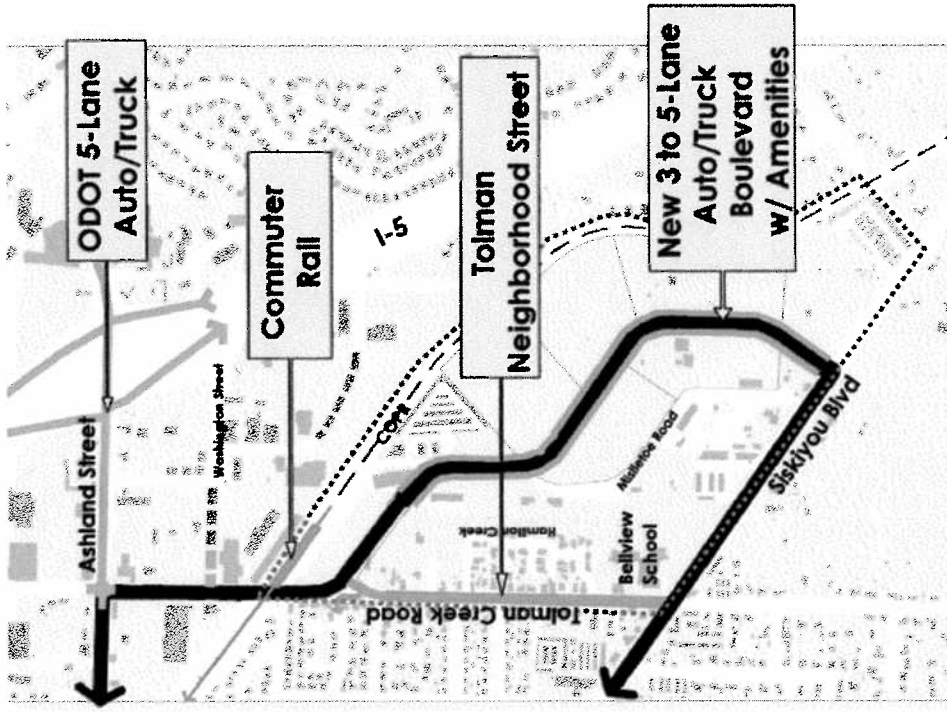 ODOT 5-Lane
Auto/Truck
Commuter
Rail
I-5
Tolman
Neighborhood Street
New 3 to 5-Lane
Auto/Truck
Boulevard
w/ Amenities
Ashland Street
Washington Street
COPR
Hamilton Creek
Mistletoe Road
Bellview
School
Tolman Creek Road
Siskiyou Blvd